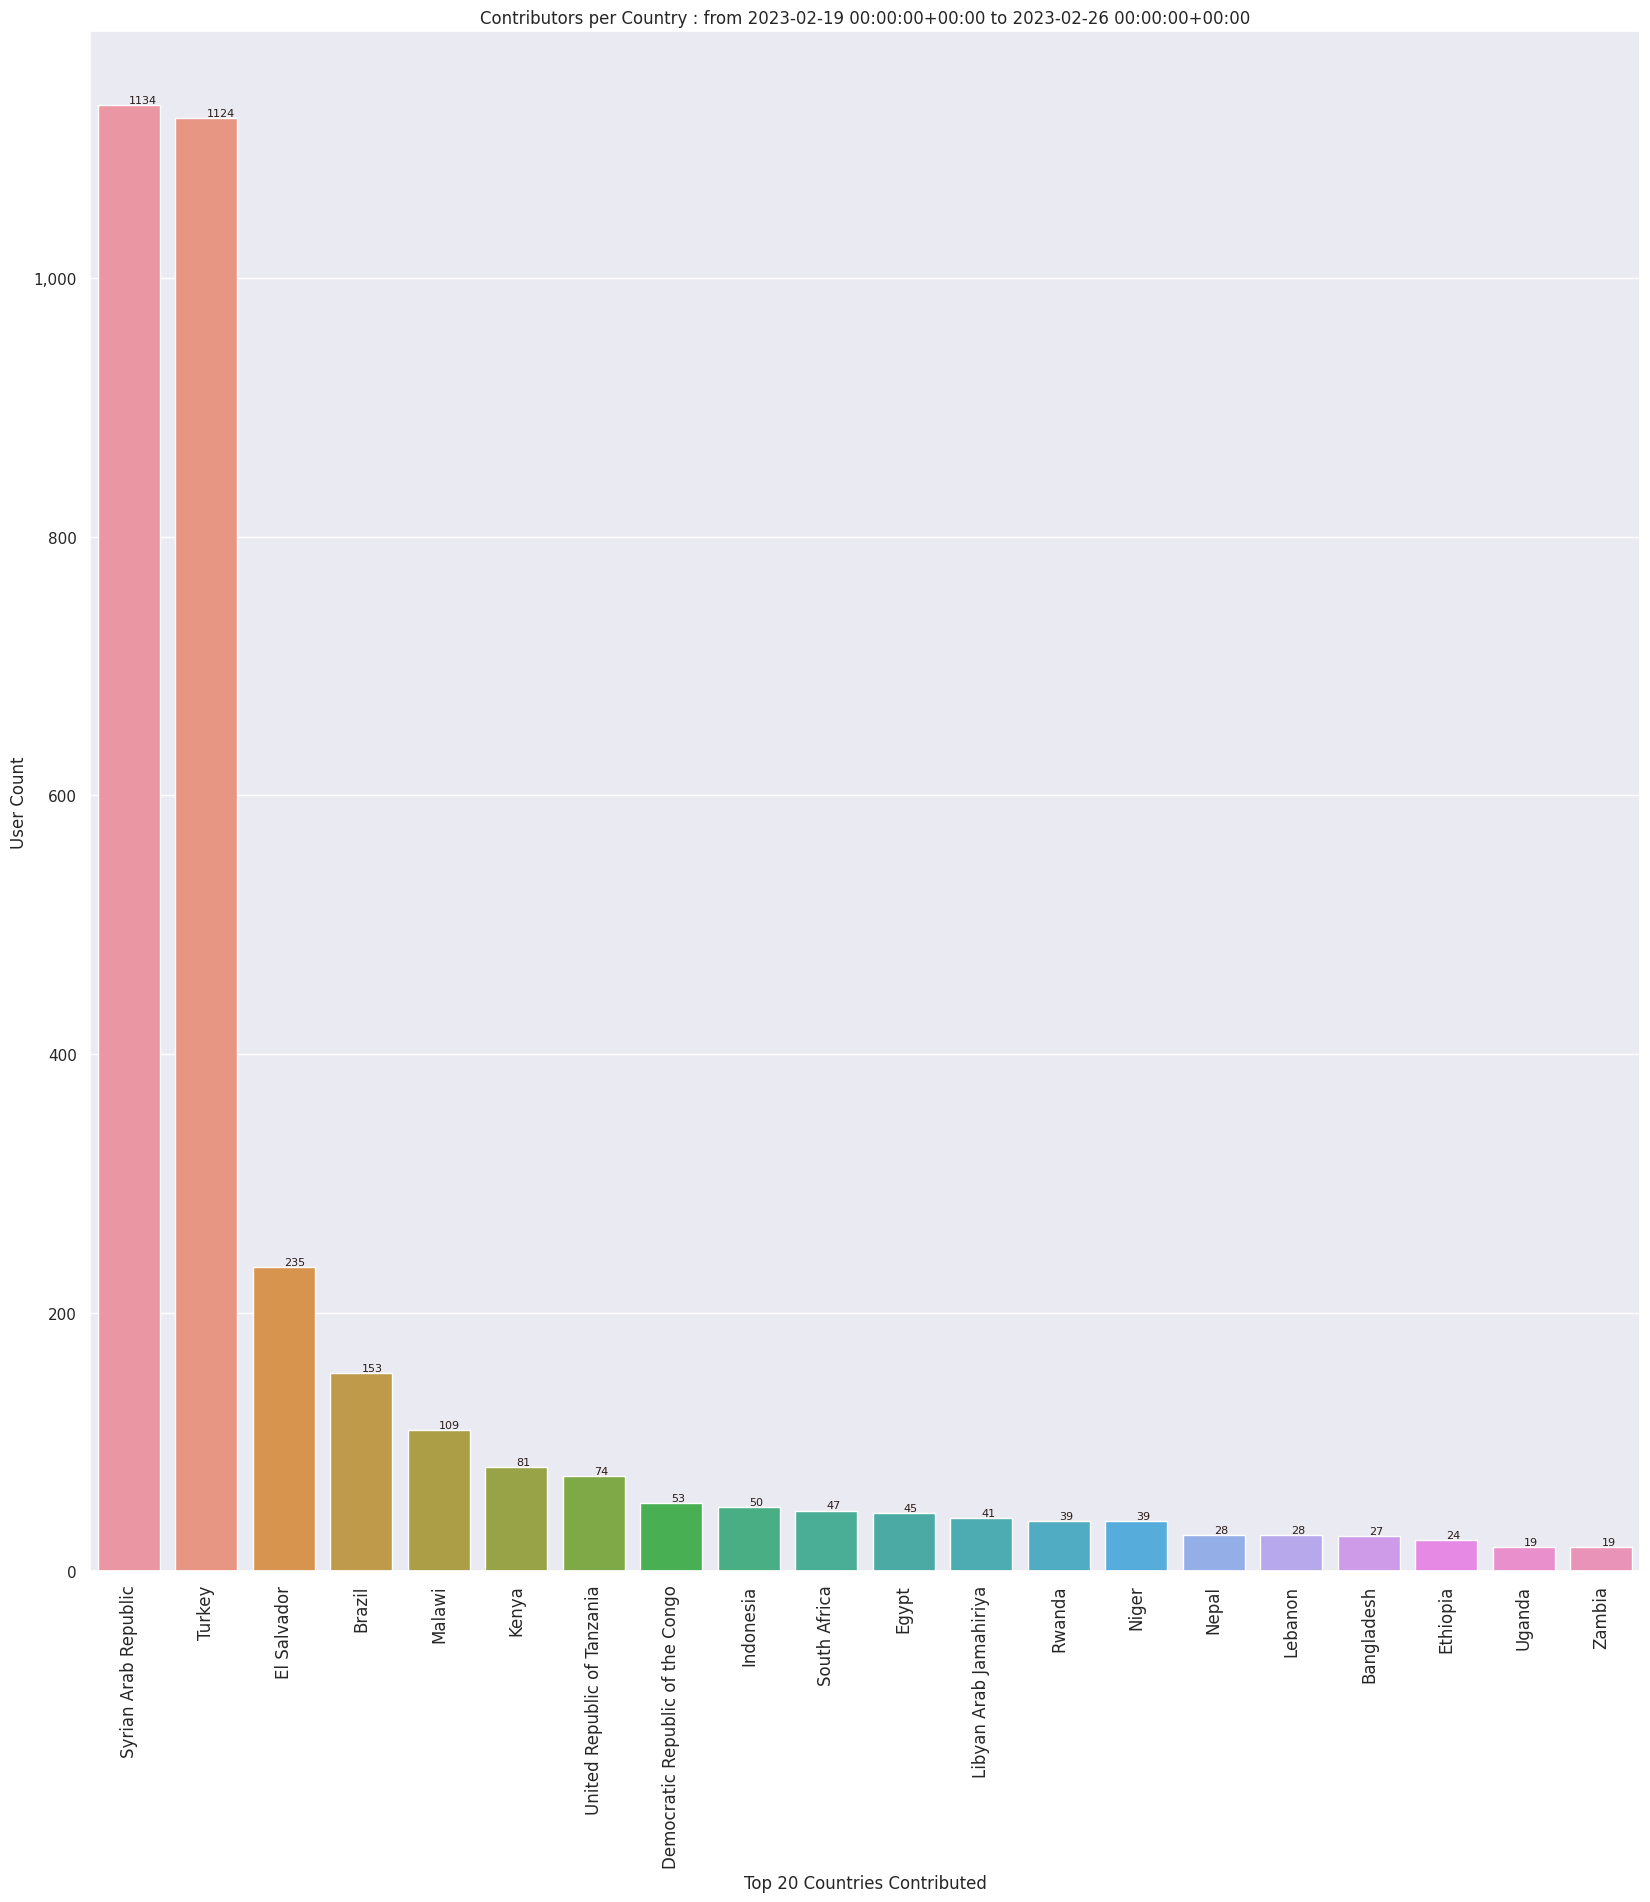 Contributors per Country : from 2023-02-19 00:00:00+00:00 to 2023-02-26 00:00:00+00:00
User Count
1,000
800
600
400
200
0
1134
1124
235
153
109
81
74
53
50
47
45
41
39
39
28
28
27
24
19
19
Syrian Arab Republic
Turkey
El Salvador
Brazil
Malawi
Kenya
United Republic of Tanzania
Democratic Republic of the Congo
Indonesia
South Africa
Egypt
Libyan Arab Jamahiriya
Rwanda
Niger
Nepal
Lebanon
Bangladesh
Ethiopia
Uganda
Zambia
Top 20 Countries Contributed